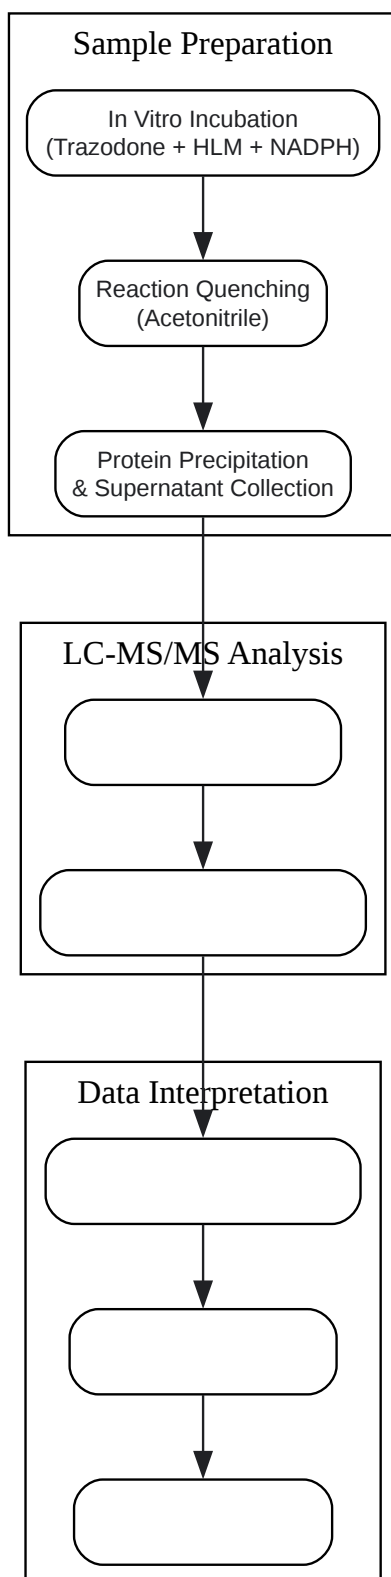 Sample Preparation
In Vitro Incubation
(Trazodone + HLM + NADPH)
Reaction Quenching
(Acetonitrile)
Protein Precipitation
& Supernatant Collection
LC-MS/MS Analysis
Data Interpretation